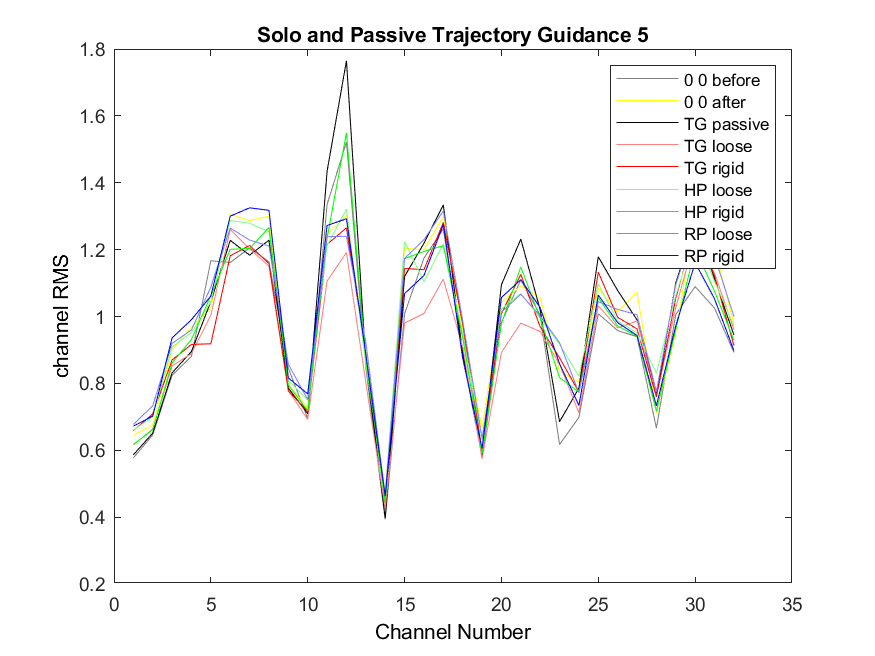 Solo and Passive Trajectory Guidance 5
1.8
1.6
1.4
1.2
1
0.8
0.6
0.4
0.2
channel RMS
0 0 before
0 0 after
TG passive
TG loose
TG rigid
HP loose
HP rigid
RP loose
RP rigid
0 5 10 15 20 25 30 35
Channel Number